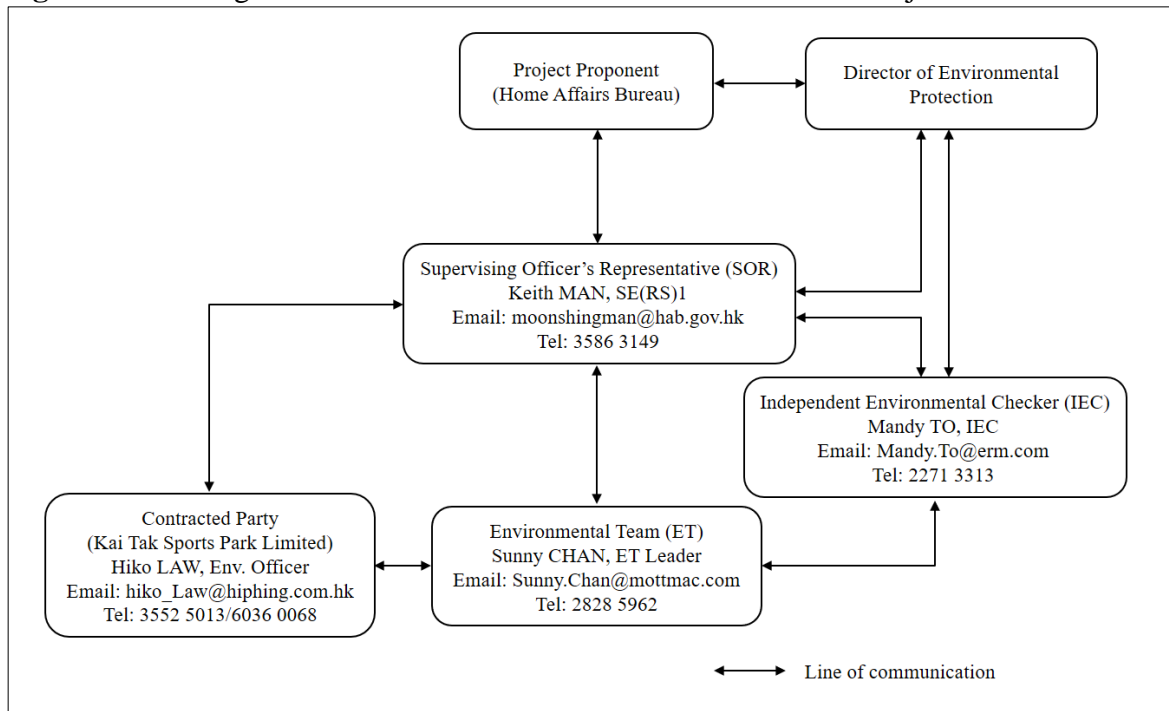 Project Proponent
(Home Affairs Bureau)
Director of Environmental
Protection
Supervising Officer’s Representative (SOR)
Keith MAN, SE(RS)1
Email: moonshingman@hab.gov.hk
Tel: 3586 3149
Independent Environmental Checker (IEC)
Mandy TO, IEC
Email: Mandy.To@erm.com
Tel: 2271 3313
Contracted Party
(Kai Tak Sports Park Limited)
Hiko LAW, Env. Officer
Email: hiko_Law@hiphing.com.hk
Tel: 3552 5013/6036 0068
Environmental Team (ET)
Sunny CHAN, ET Leader
Email: Sunny.Chan@mottmac.com
Tel: 2828 5962
Line of communication